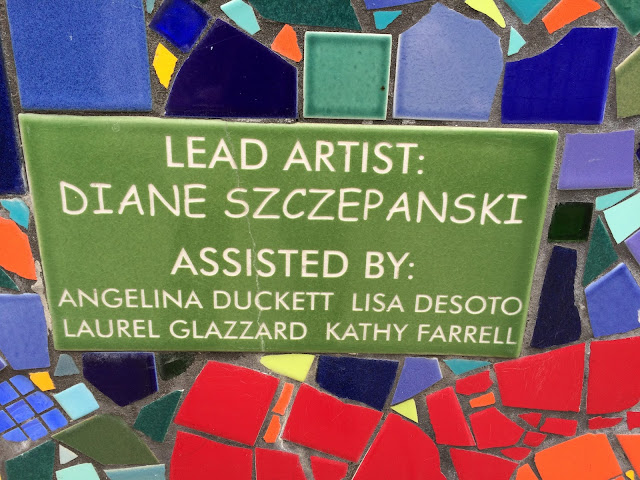 LEAD ARTIST:
DIANE SZCZEPANSKI
ASSISTED BY:
ANGELINA DUCKETT LISA DESOTO
LAUREL GLAZZARD KATHY FARRELL